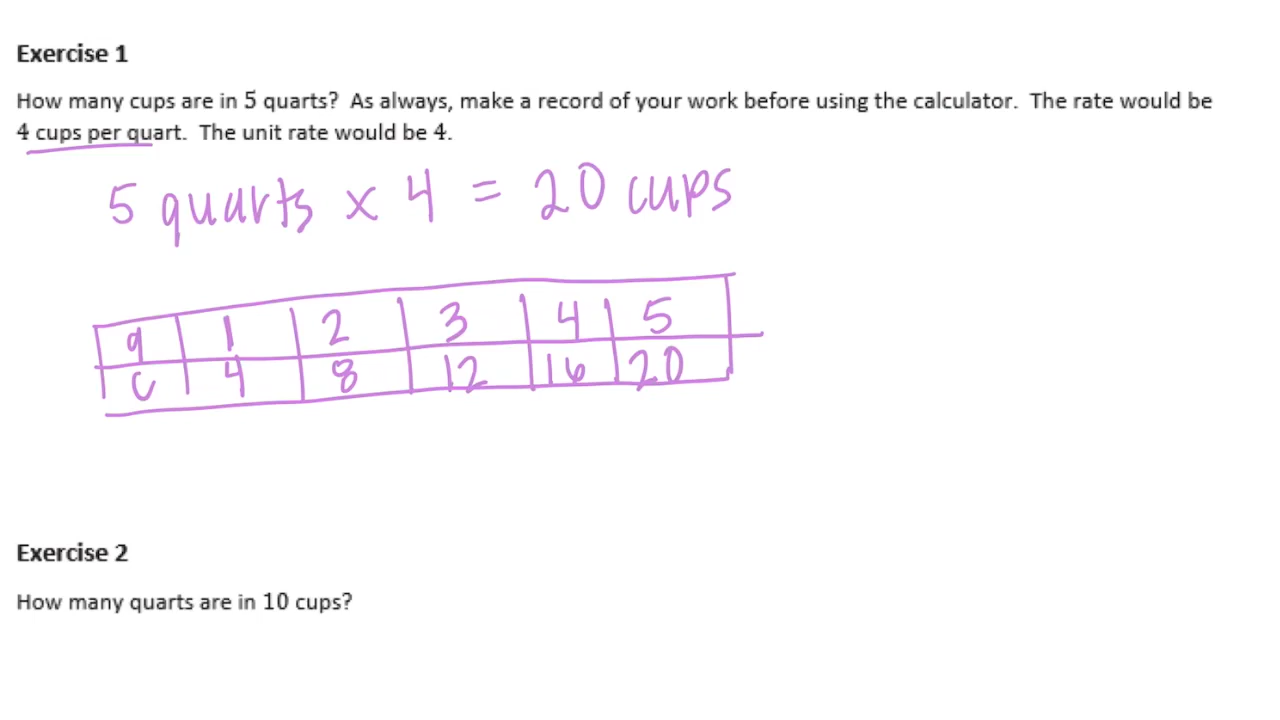 Exercise 1
How many cups are in 5 quarts? As always, make a record of your work before using the calculator. The rate would be
4 cups per quart. The unit rate would be 4.
5 quarts x 4 = 20 cups
q 1 2 3 4 5
c 4 8 12 16 20
Exercise 2
How many quarts are in 10 cups?